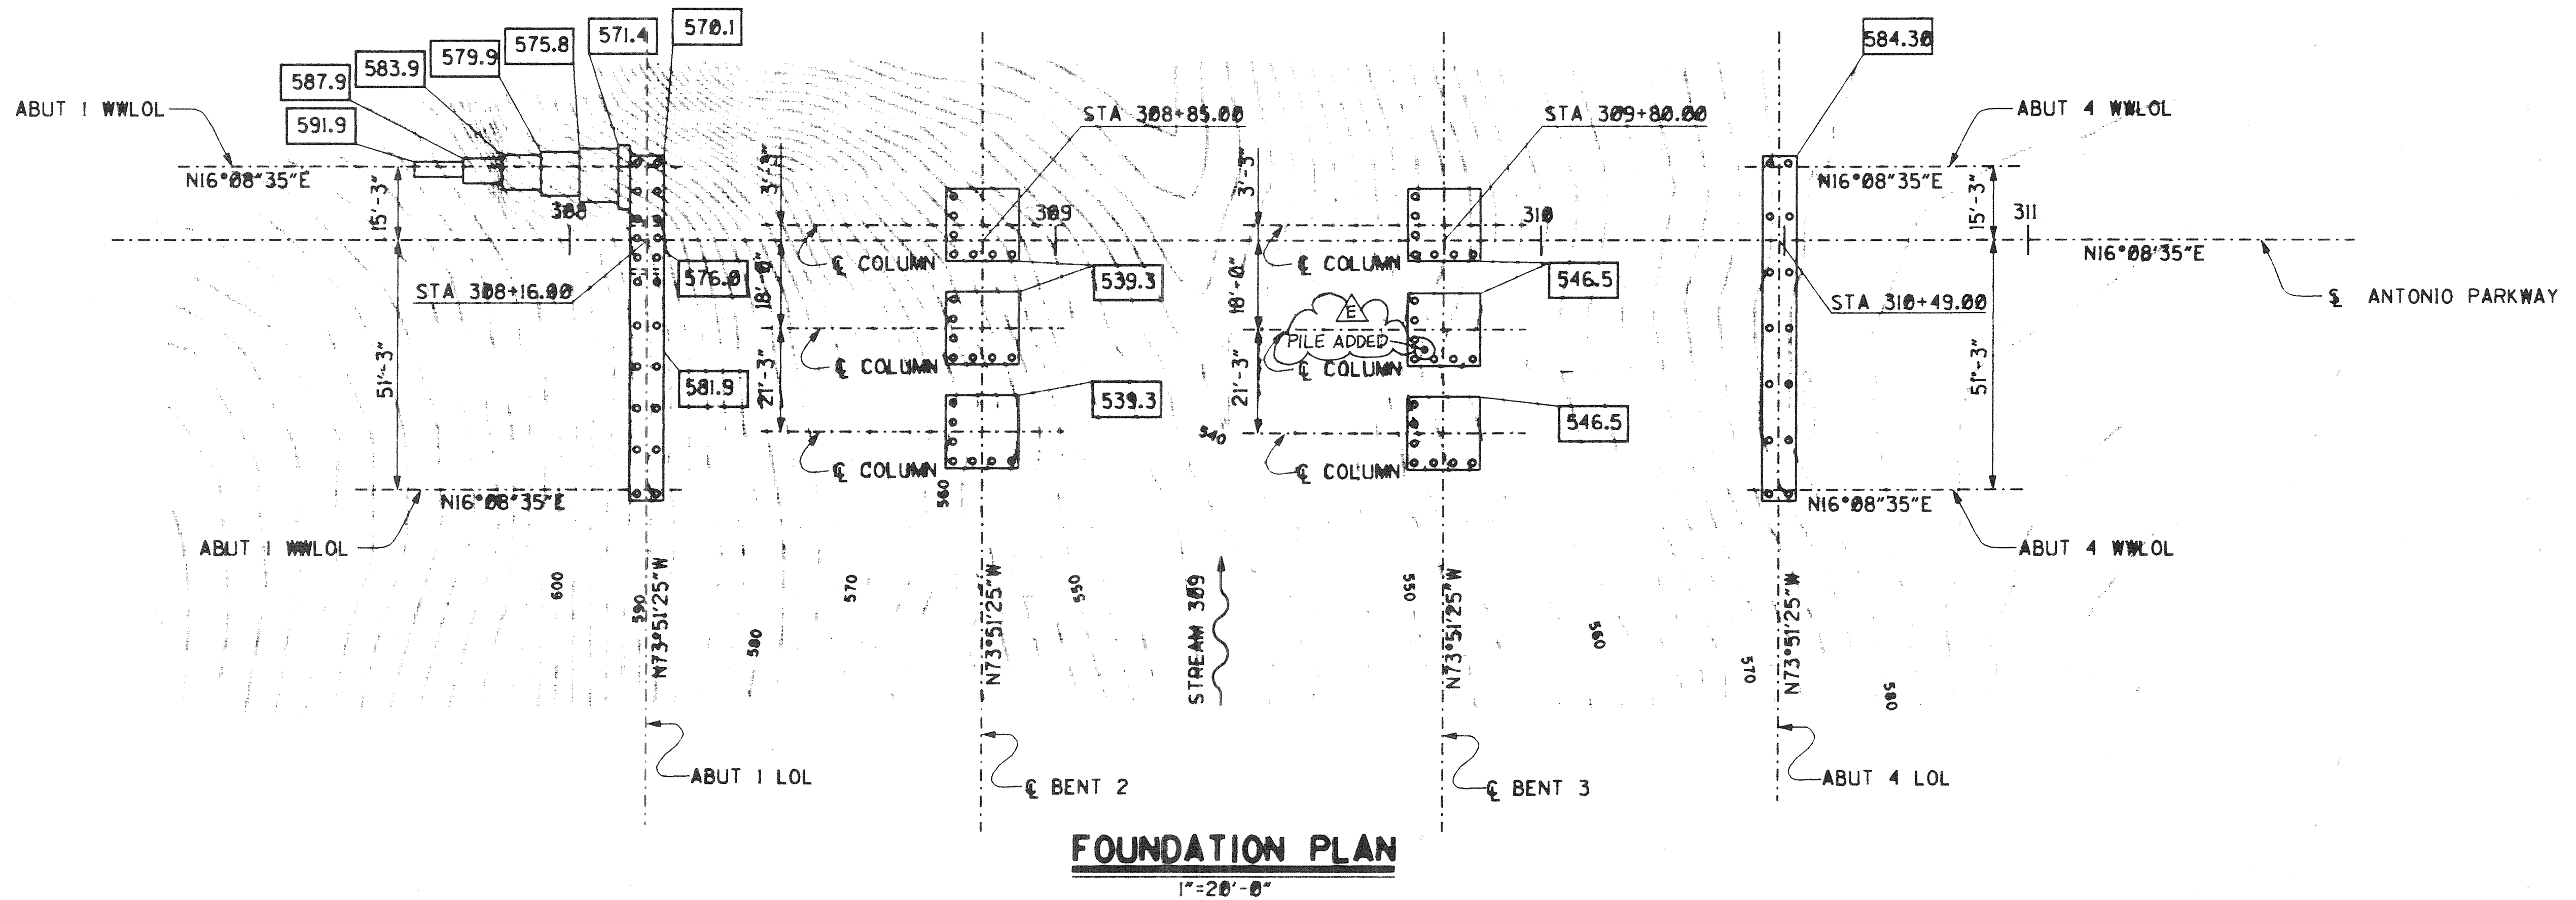 570.1
571.4
575.8
579.9
583.9
587.9
591.9
584.30
ABUT 1 WWLOL
STA 308+85.00
STA 309+80.00
ABUT 4 WWLOL
N16°08"35"E
N16°08"35"E
15'-3"
3'-3"
3'-3"
15'-3"
308
309
310
311
N16°08'35"E
℄ COLUMN
℄ COLUMN
576.0
539.3
546.5
STA 308+16.00
18'-0"
18'-0"
STA 310+49.00
ANTONIO PARKWAY
E
PILE ADDED
51'-3"
581.9
21'-3"
℄ COLUMN
539.3
21'-3"
℄ COLUMN
51'-3"
546.5
540
℄ COLUMN
℄ COLUMN
560
N16°08"35"E
N16°08"35"E
ABUT 1 WWLOL
ABUT 4 WWLOL
600
590
N73°51'25"W
580
570
N73°51'25"W
550
STREAM 309
550
N73°51'25"W
560
570
N73°51'25"W
580
ABUT 1 LOL
℄ BENT 2
℄ BENT 3
ABUT 4 LOL
FOUNDATION PLAN
1"=20'-0"